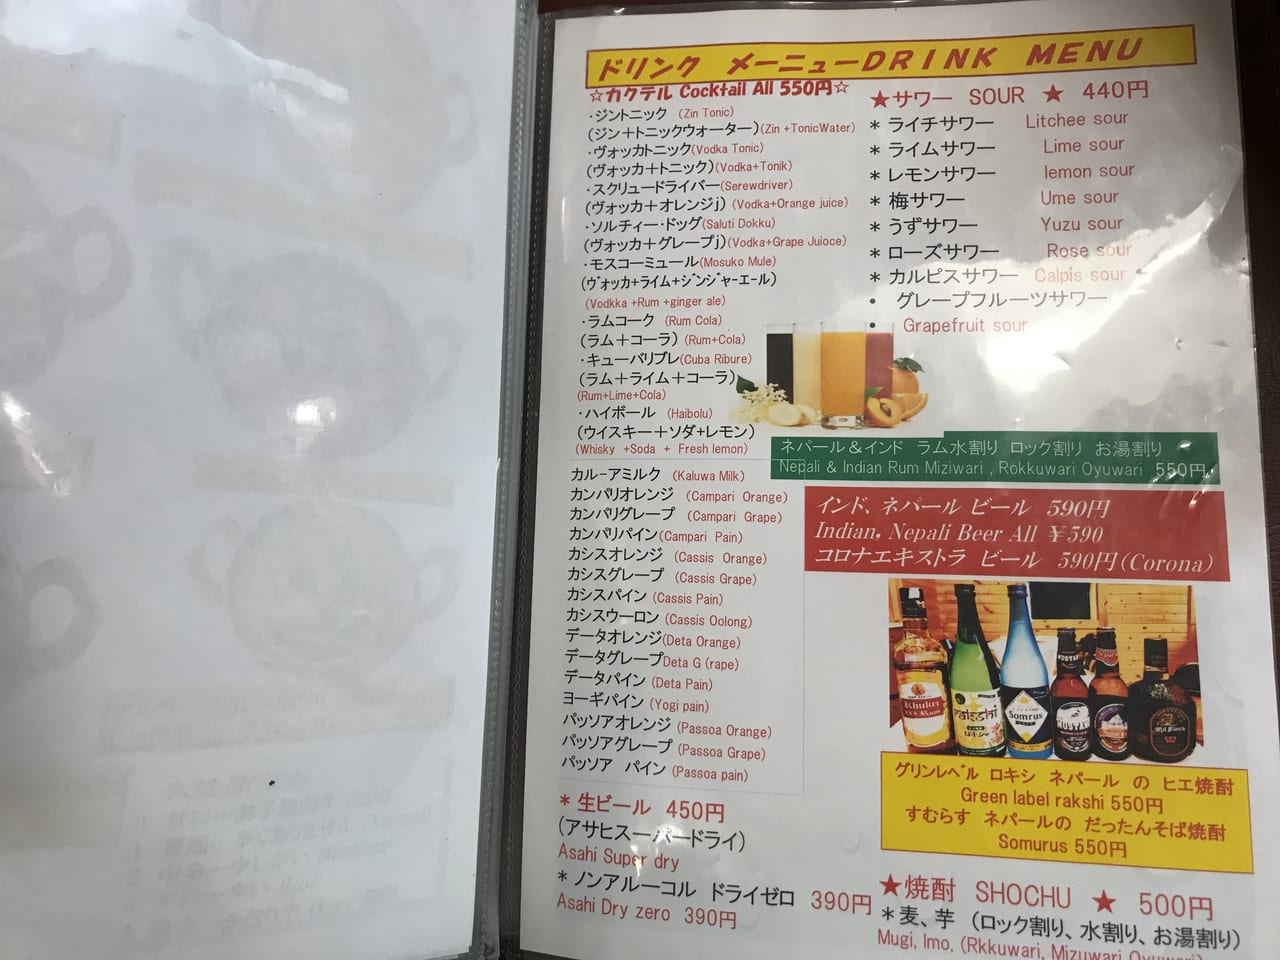 ドリンク メーニューDRINK MENU
☆カクテル Cocktail All 550円☆
・ジントニック (Zin Tonic)
(ジン＋トニックウォーター)(Zin +TonicWater)
・ヴォッカトニック(Vodka Tonic)
(ヴォッカ＋トニック)(Vodka+Tonik)
・スクリュードライバー(Serewdriver)
(ヴォッカ＋オレンジj) (Vodka+Orange juice)
・ソルティー・ドッグ(Saluti Dokku)
(ヴォッカ＋グレープj)(Vodka+Grape Juioce)
・モスコーミュール(Mosuko Mule)
(ヴォッカ+ライム+ジンジャーエール)
(Vodkka +Rum +ginger ale)
・ラムコーク (Rum Cola)
(ラム＋コーラ) (Rum+Cola)
・キューバリブレ(Cuba Ribure)
(ラム＋ライム＋コーラ)
(Rum+Lime+Cola)
・ハイボール (Haibolu)
(ウイスキー＋ソダ+レモン)
(Whisky +Soda + Fresh lemon)
カルーアミルク (Kaluwa Milk)
カンパリオレンジ (Campari Orange)
カンパリグレープ (Campari Grape)
カンパリパイン(Campari Pain)
カシスオレンジ (Cassis Orange)
カシスグレープ (Cassis Grape)
カシスパイン (Cassis Pain)
カシスウーロン (Cassis Oolong)
データオレンジ(Deta Orange)
データグレープDeta G (rape)
データパイン (Deta Pain)
ヨーギパイン (Yogi pain)
パッソアオレンジ (Passoa Orange)
パッソアグレープ (Passoa Grape)
パッソア パイン (Passoa pain)
* 生ビール 450円
(アサヒスーパードライ)
Asahi Super dry
* ノンアルーコル ドライゼロ 390円
Asahi Dry zero 390円
★サワー SOUR ★ 440円
* ライチサワー Litchee sour
* ライムサワー Lime sour
* レモンサワー lemon sour
* 梅サワー Ume sour
* うずサワー Yuzu sour
* ローズサワー Rose sour
* カルピスサワー Calpis sour *
・ グレープフルーツサワー
・ Grapefruit sour
ネパール＆インド ラム水割り ロック割り お湯割り
Nepali & Indian Rum Miziwari , Rokkuwari Oyuwari 550円
インド、ネパール ビール 590円
Indian, Nepali Beer All ￥590
コロナエキストラ ビール 590円(Corona)
Khukri
XXX Rum
raksshi
Somrus
Old Monk
グリンレベル ロキシ ネパール の ヒエ焼酎
Green label rakshi 550円
すむらす ネパールの だったんそば焼酎
Somurus 550円
★焼酎 SHOCHU ★ 500円
* 麦、芋 (ロック割り、水割り、お湯割り)
Mugi, Imo, (Rkkuwari, Mizuwari Oyuwari)